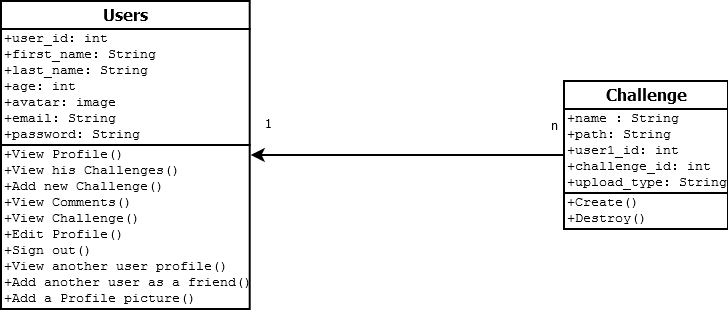 Users
+user_id: int
+first_name: String
+last_name: String
+age: int
+avatar: image
+email: String
+password: String
+View Profile()
+View his Challenges()
+Add new Challenge()
+View Comments()
+View Challenge()
+Edit Profile()
+Sign out()
+View another user profile()
+Add another user as a friend()
+Add a Profile picture()
1
n
Challenge
+name : String
+path: String
+user1_id: int
+challenge_id: int
+upload_type: String
+Create()
+Destroy()